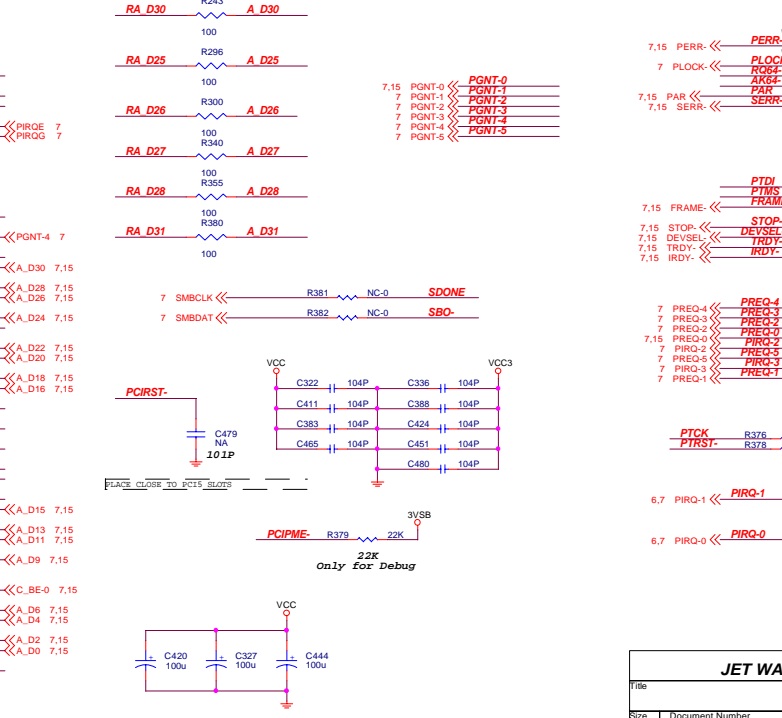 RA_D30 R243 A_D30
100
RA_D25 R296 A_D25
100
RA_D26 R300 A_D26
100
RA_D27 R340 A_D27
100
RA_D28 R355 A_D28
100
RA_D31 R380 A_D31
100
PIRQE 7
PIRQG 7
PGNT-4 7
A_D30 7,15
A_D28 7,15
A_D26 7,15
A_D24 7,15
A_D22 7,15
A_D20 7,15
A_D18 7,15
A_D16 7,15
A_D15 7,15
A_D13 7,15
A_D11 7,15
A_D9 7,15
C_BE-0 7,15
A_D6 7,15
A_D4 7,15
A_D2 7,15
A_D0 7,15
7,15 PGNT-0 PGNT-0
7 PGNT-1 PGNT-1
7 PGNT-2 PGNT-2
7 PGNT-3 PGNT-3
7 PGNT-4 PGNT-4
7 PGNT-5 PGNT-5
7 SMBCLK R381 NC-0 SDONE
7 SMBDAT R382 NC-0 SBO-
PCIRST-
C479
NA
101P
PLACE CLOSE TO PCI5 SLOTS
VCC VCC3
C322 104P C336 104P
C411 104P C388 104P
C383 104P C424 104P
C465 104P C451 104P
C480 104P
3VSB
PCIPME- R379 22K
22K
Only for Debug
VCC
C420 C327 C444
100u 100u 100u
7,15 PERR- PERR-
7 PLOCK- PLOCK
RQ64-
AK64-
7,15 PAR PAR
7,15 SERR- SERR-
PTDI
PTMS
7,15 FRAME- FRAME
7,15 STOP- STOP-
7,15 DEVSEL- DEVSEL
7,15 TRDY- TRDY-
7,15 IRDY- IRDY-
7 PREQ-4 PREQ-4
7 PREQ-3 PREQ-3
7 PREQ-2 PREQ-2
7,15 PREQ-0 PREQ-0
7 PIRQ-2 PIRQ-2
7 PREQ-5 PREQ-5
7 PIRQ-3 PIRQ-3
7 PREQ-1 PREQ-1
PTCK R376
PTRST- R378
6,7 PIRQ-1 PIRQ-1
6,7 PIRQ-0 PIRQ-0
JET WA
Title
Size Document Number